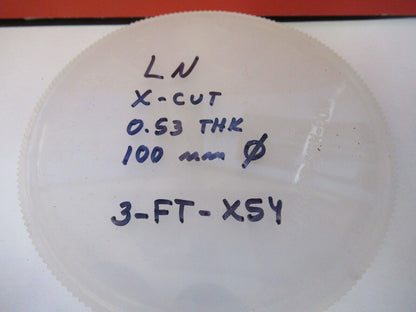 LN
X-CUT
0.53 THK
100 mm Ø
3-FT-X54